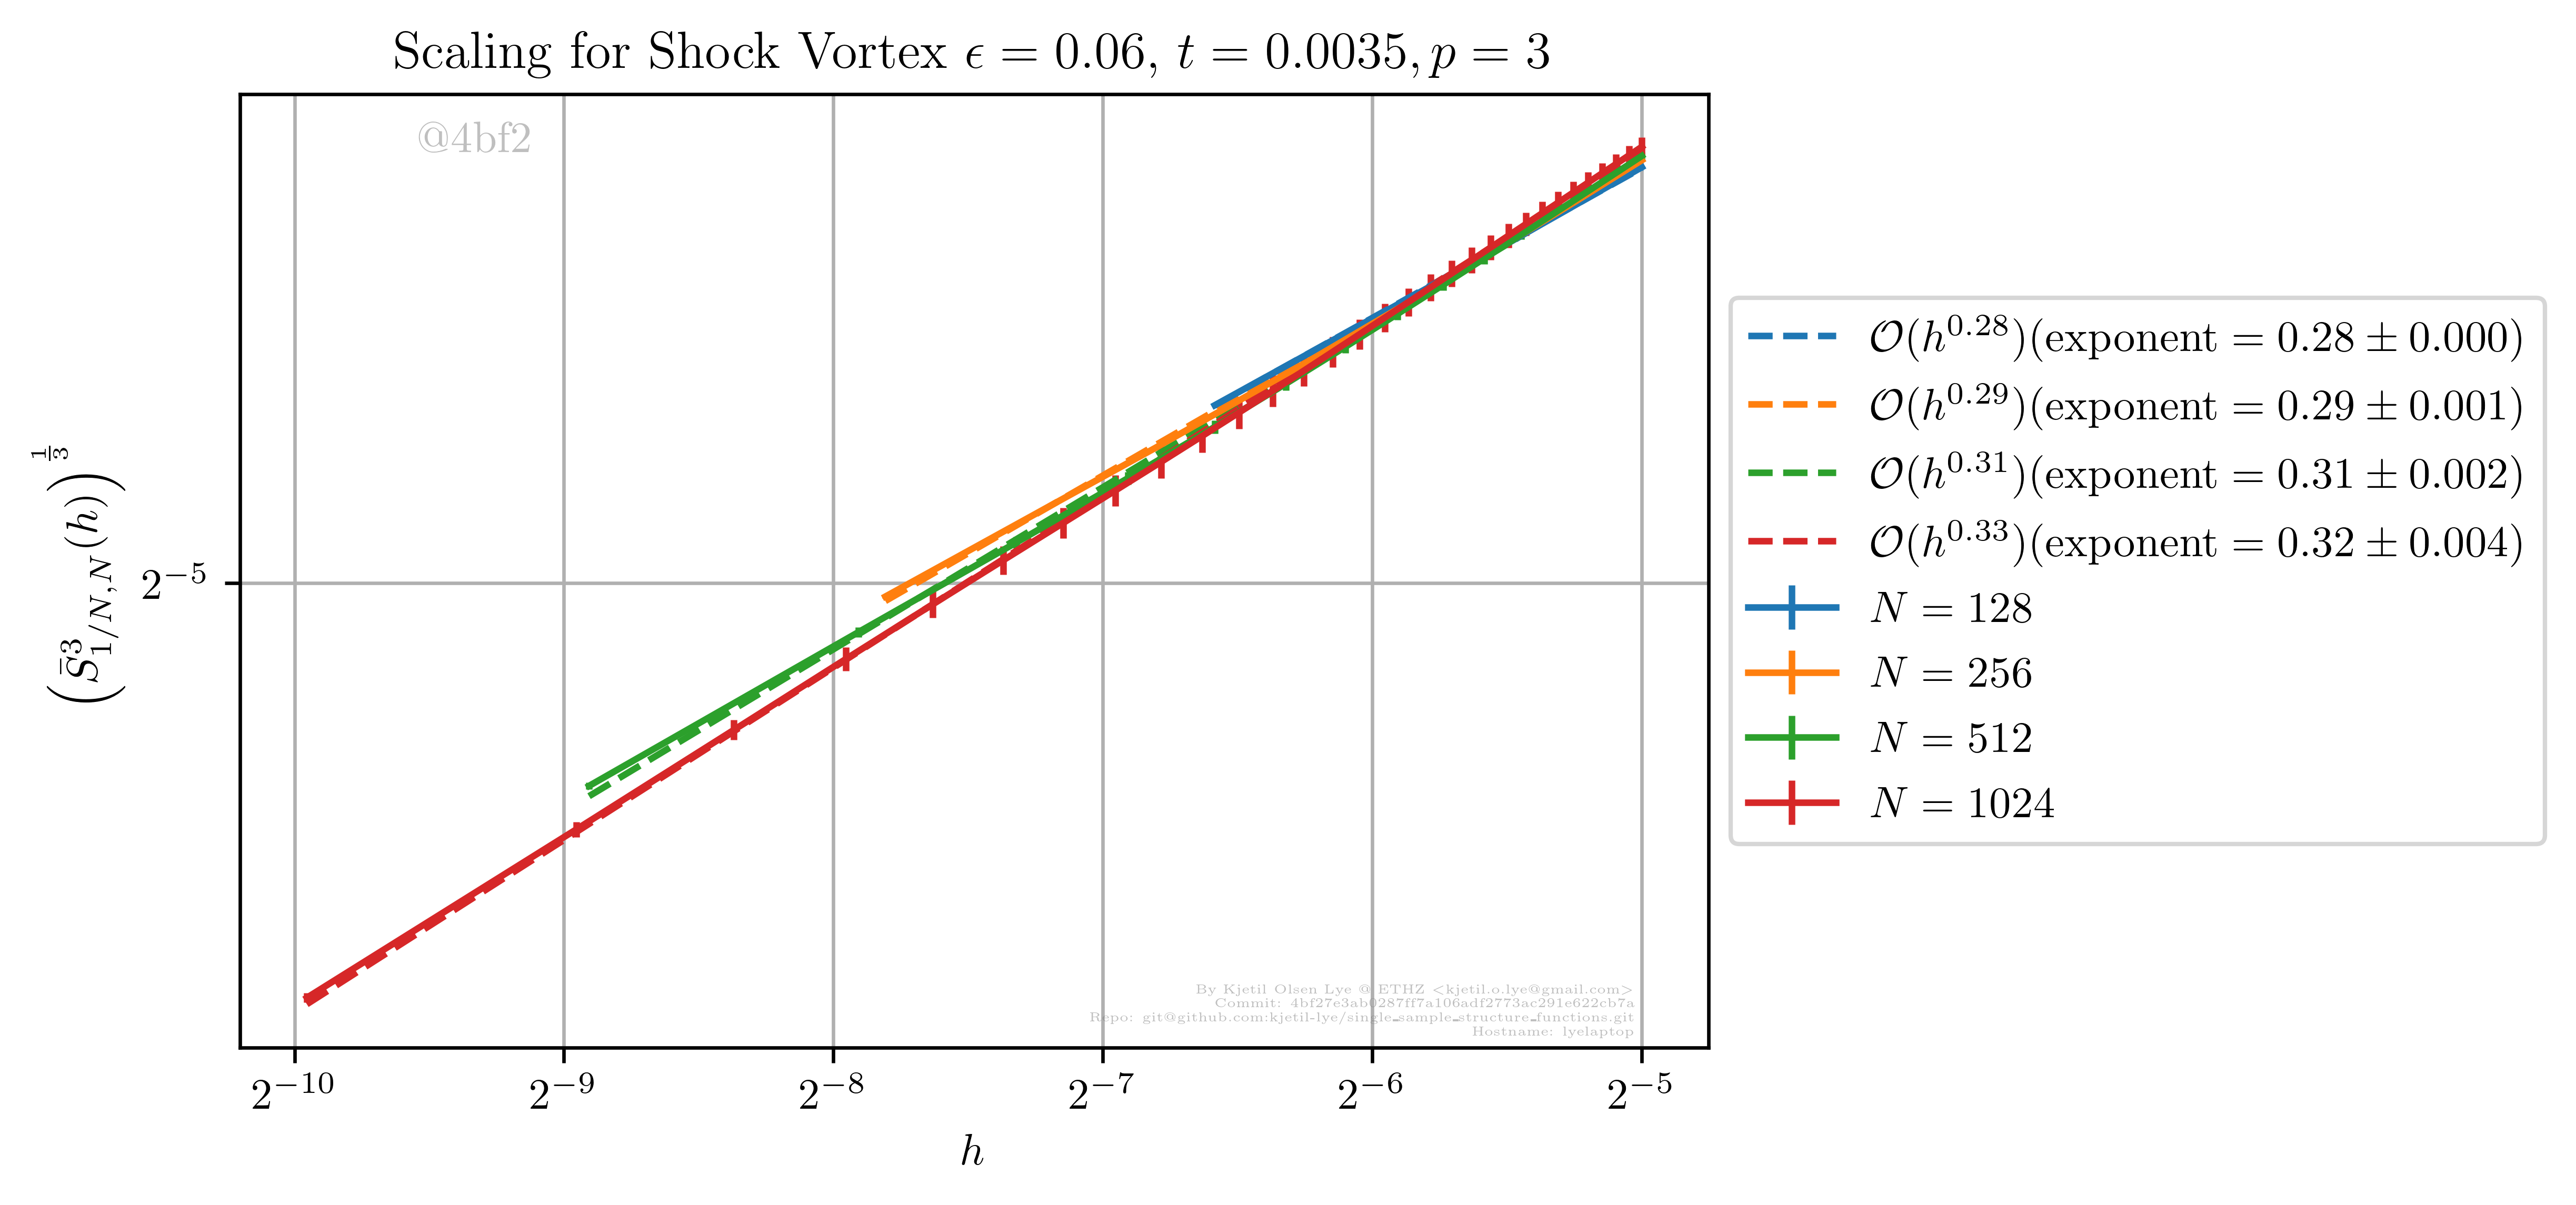 Scaling for Shock Vortex ϵ = 0.06, t = 0.0035, p = 3
@4bf2
(S̄³_{1/N,N}(h))^{1/3}
2⁻⁵
By Kjetil Olsen Lye @ ETHZ <kjetil.o.lye@gmail.com>
Commit: 4bf27e3ab0287ff7a106adf2773ac291e622cb7a
Repo: git@github.com:kjetil-lye/single_sample_structure_functions.git
Hostname: lyelaptop
2⁻¹⁰ 2⁻⁹ 2⁻⁸ 2⁻⁷ 2⁻⁶ 2⁻⁵
h
𝒪(h^{0.28})(exponent = 0.28 ± 0.000)
𝒪(h^{0.29})(exponent = 0.29 ± 0.001)
𝒪(h^{0.31})(exponent = 0.31 ± 0.002)
𝒪(h^{0.33})(exponent = 0.32 ± 0.004)
N = 128
N = 256
N = 512
N = 1024